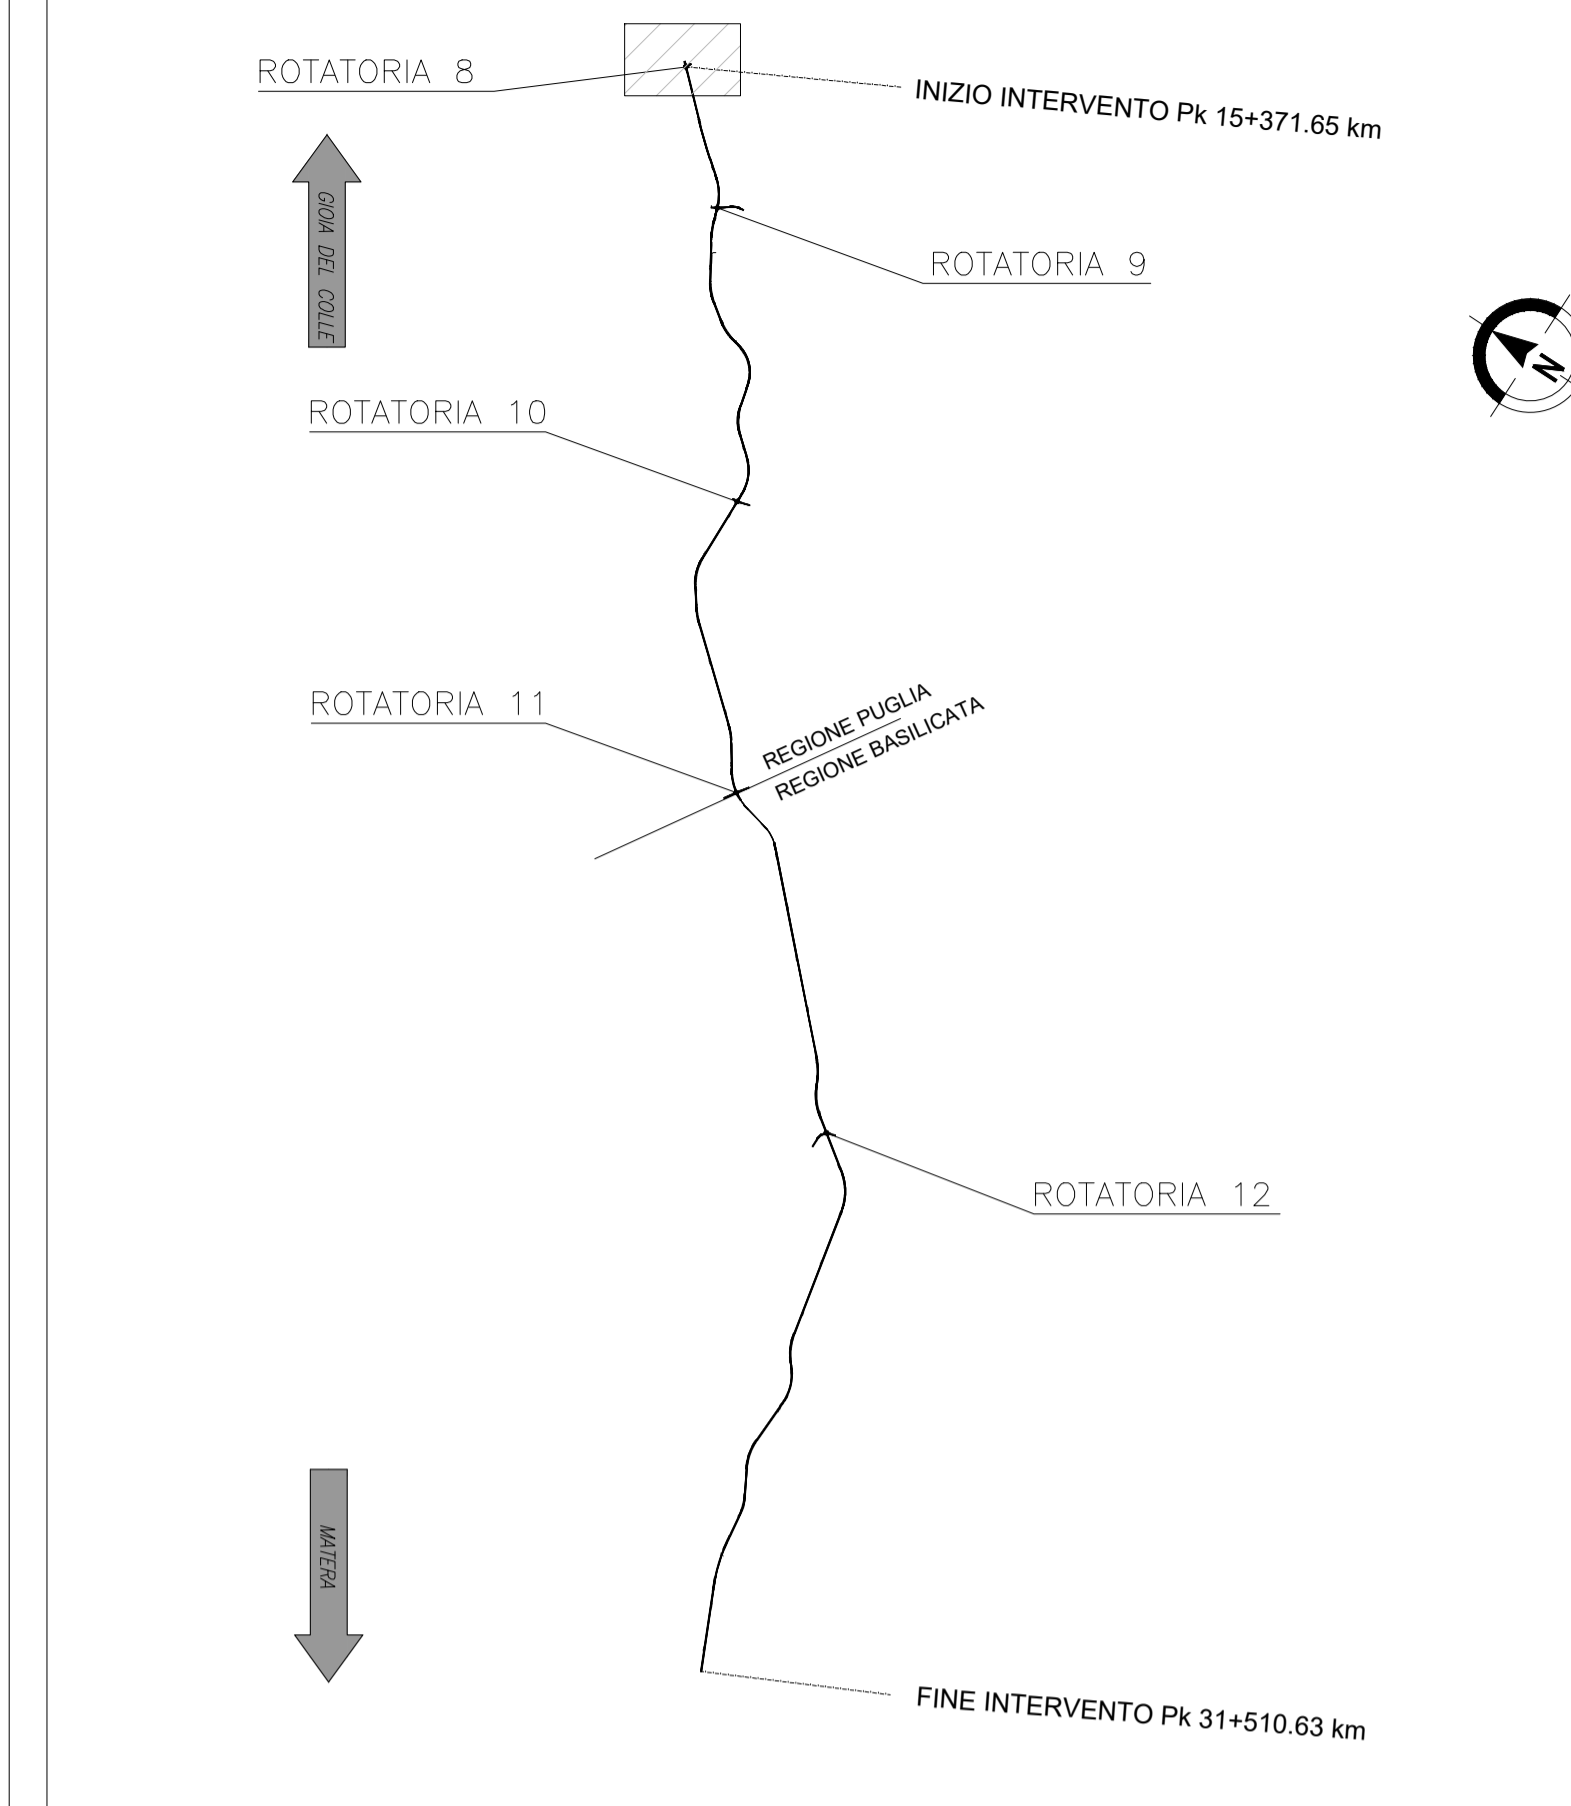 ROTATORIA 8
INIZIO INTERVENTO Pk 15+371.65 km
GIOIA DEL COLLE
ROTATORIA 9
N
ROTATORIA 10
ROTATORIA 11
REGIONE PUGLIA
REGIONE BASILICATA
ROTATORIA 12
MATERA
FINE INTERVENTO Pk 31+510.63 km